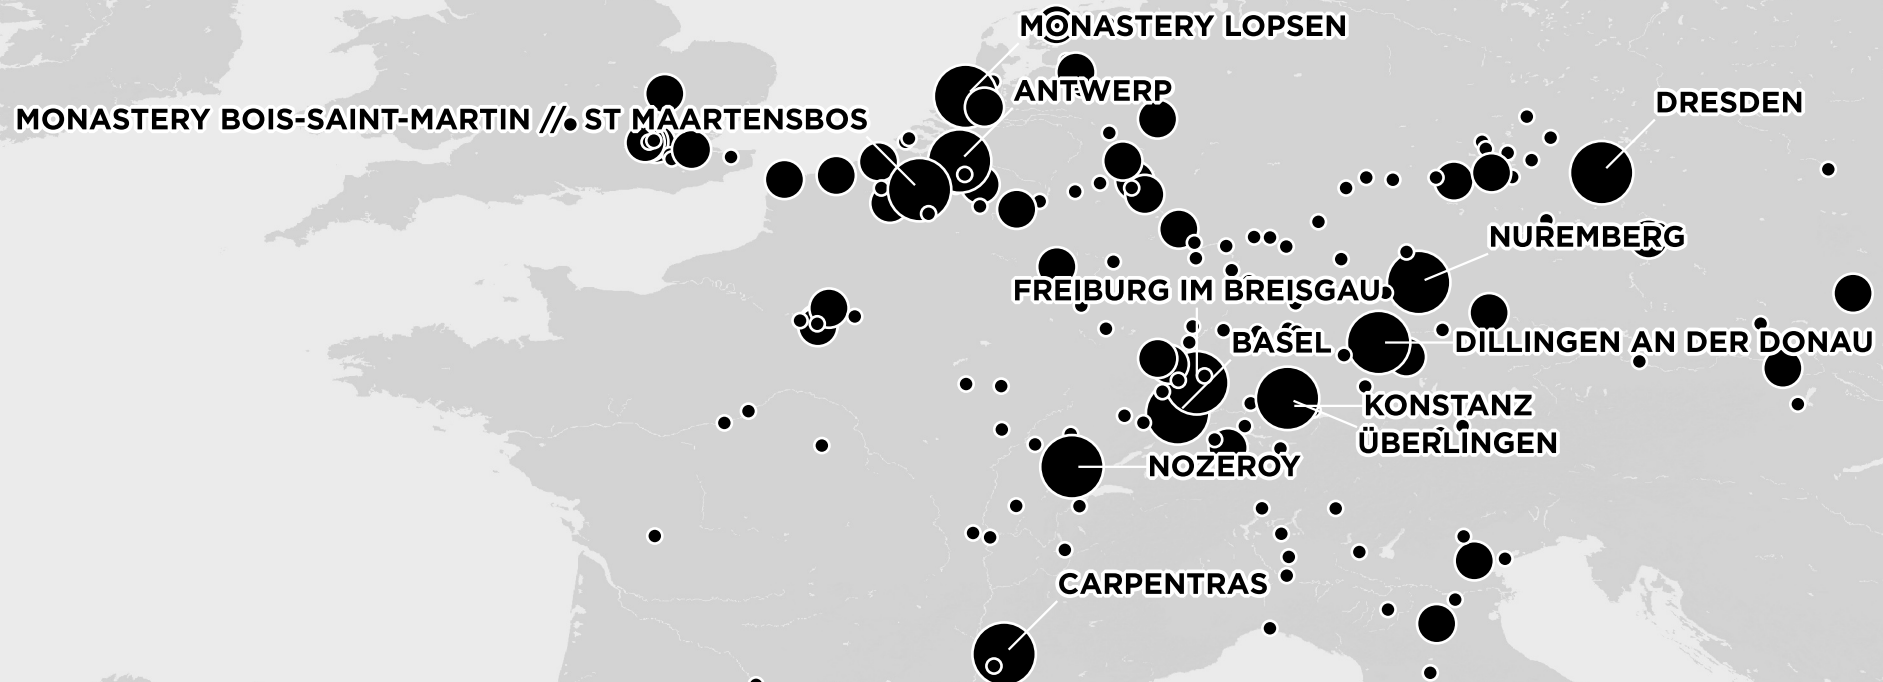 MONASTERY LOPSEN
ANTWERP
DRESDEN
MONASTERY BOIS-SAINT-MARTIN // ST MAARTENSBOS
NUREMBERG
FREIBURG IM BREISGAU
BASEL
DILLINGEN AN DER DONAU
KONSTANZ
ÜBERLINGEN
NOZEROY
CARPENTRAS